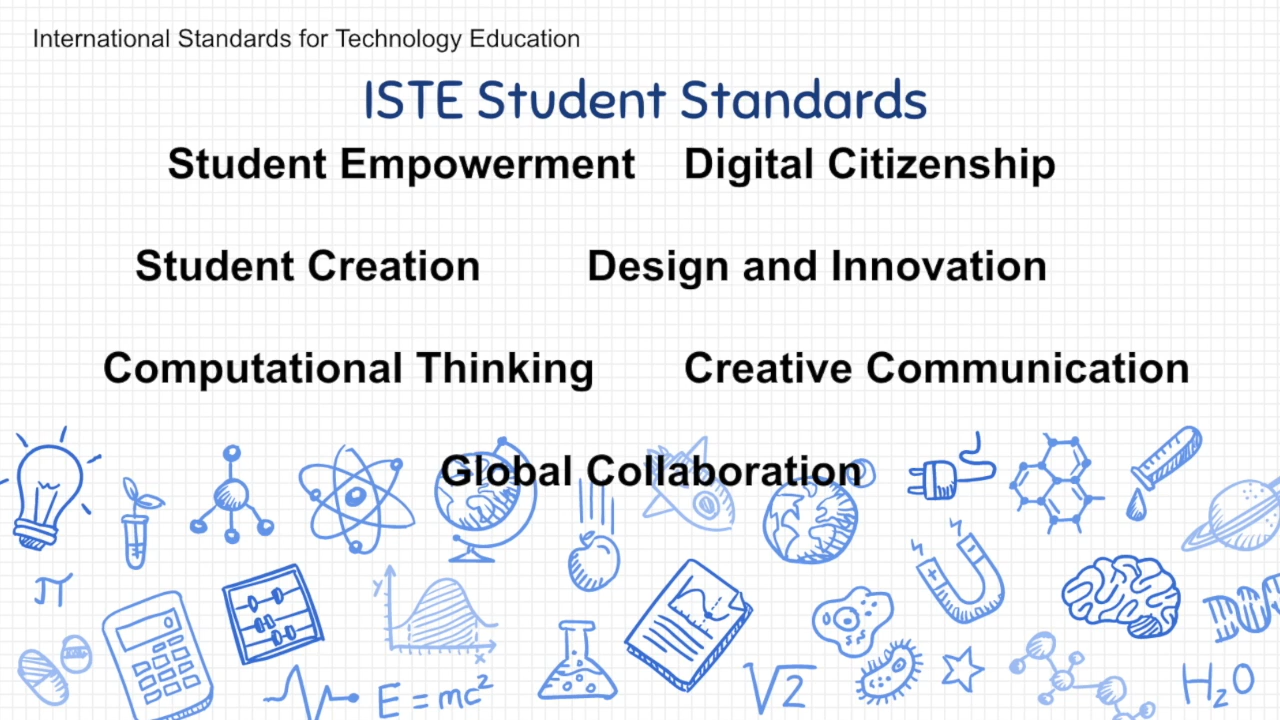 International Standards for Technology Education
ISTE Student Standards
Student Empowerment Digital Citizenship
Student Creation Design and Innovation
Computational Thinking Creative Communication
Global Collaboration
π
y
x
E = mc²
√2
H₂O